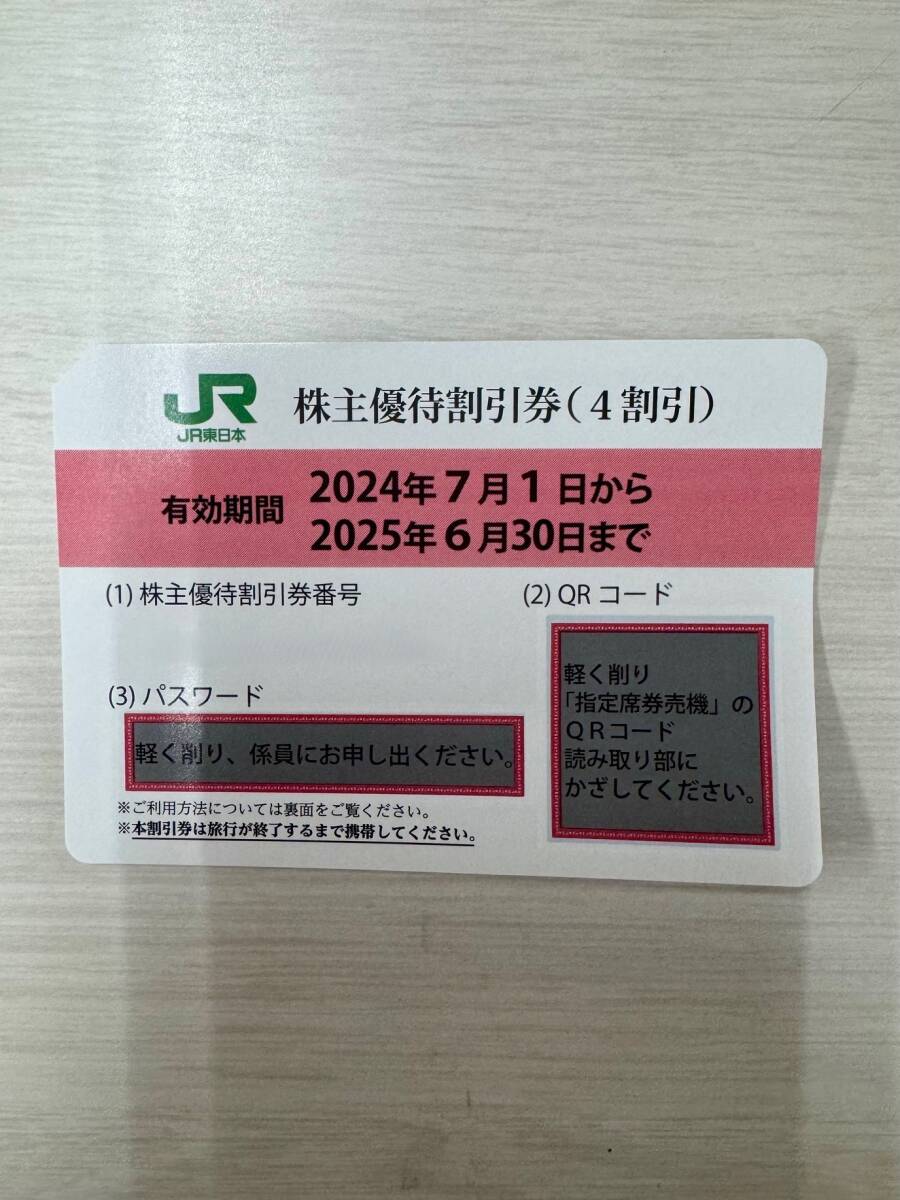 JR
JR東日本
株主優待割引券(4割引)
有効期間
2024年7月1日から
2025年6月30日まで
(1) 株主優待割引券番号
(2) QR コード
軽く削り
「指定席券売機」の
QRコード
読み取り部に
かざしてください。
(3) パスワード
軽く削り、係員にお申し出ください。
※ご利用方法については裏面をご覧ください。
※本割引券は旅行が終了するまで携帯してください。